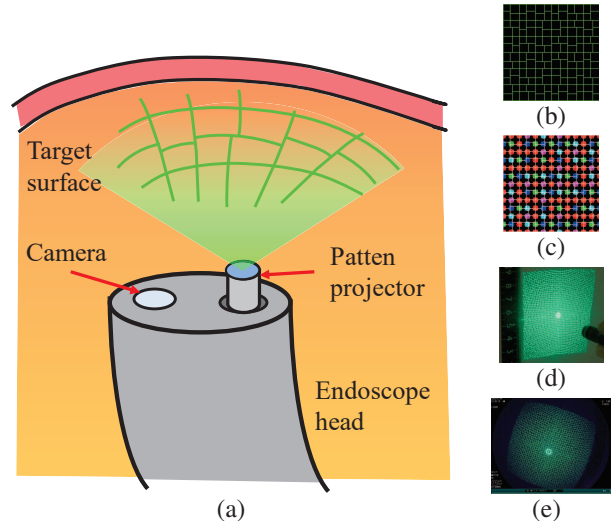 Target
surface
Camera
Patten
projector
Endoscope
head
(a)
(b)
(c)
(d)
(e)